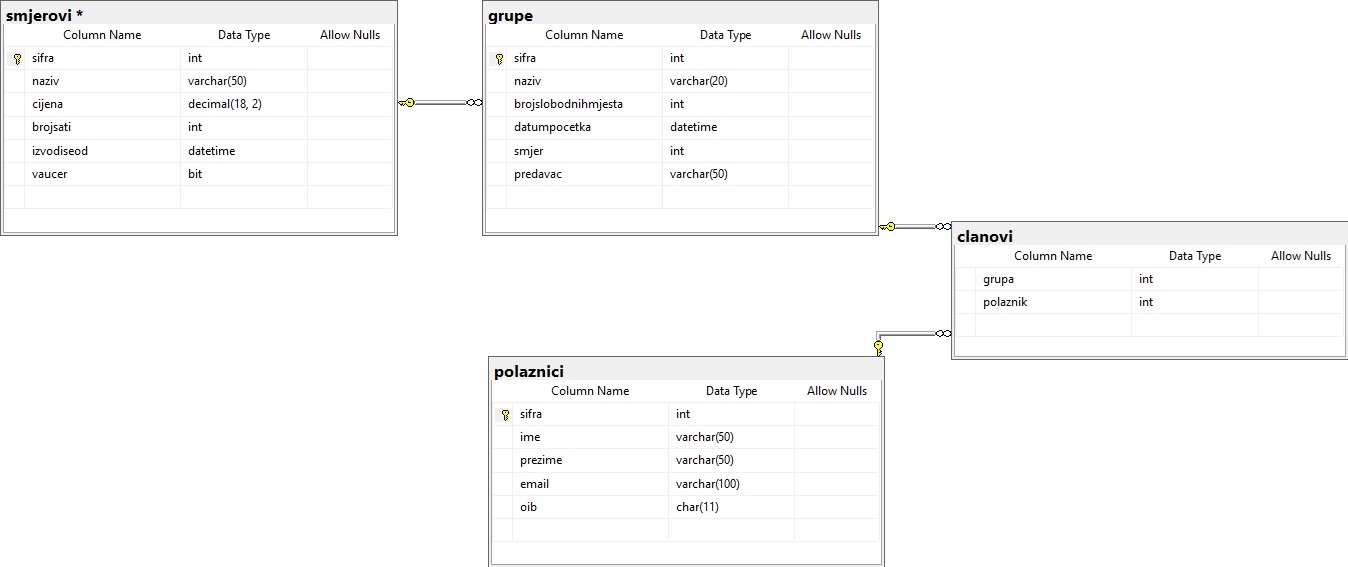 smjerovi *
Column Name Data Type Allow Nulls
sifra int
naziv varchar(50)
cijena decimal(18, 2)
brojsati int
izvodiseod datetime
vaucer bit
grupe
Column Name Data Type Allow Nulls
sifra int
naziv varchar(20)
brojslobodnihmjesta int
datumpocetka datetime
smjer int
predavac varchar(50)
clanovi
Column Name Data Type Allow Nulls
grupa int
polaznik int
polaznici
Column Name Data Type Allow Nulls
sifra int
ime varchar(50)
prezime varchar(50)
email varchar(100)
oib char(11)